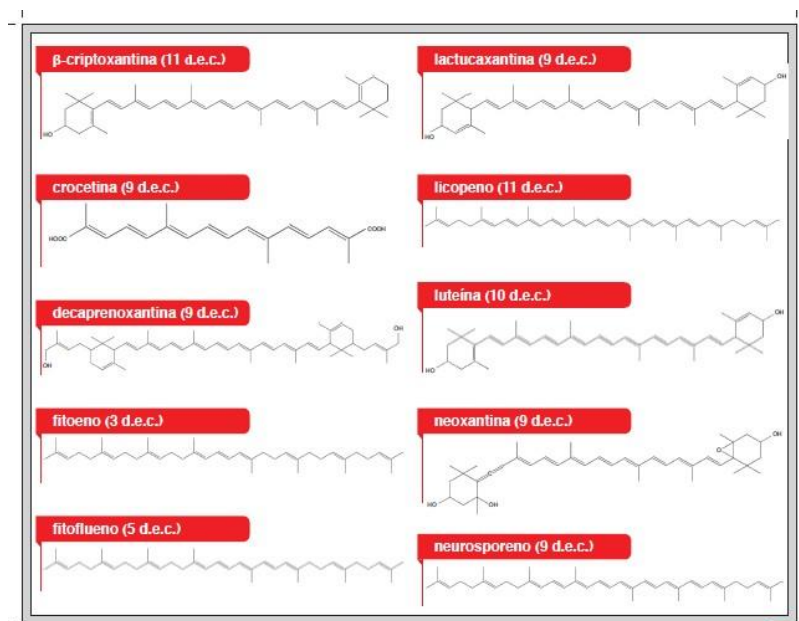 β-criptoxantina (11 d.e.c.)
HO
lactucaxantina (9 d.e.c.)
OH
HO
crocetina (9 d.e.c.)
HOOC
COOH
licopeno (11 d.e.c.)
decaprenoxantina (9 d.e.c.)
OH
OH
luteína (10 d.e.c.)
OH
HO
fitoeno (3 d.e.c.)
neoxantina (9 d.e.c.)
OH
O
C
HO
OH
fitoflueno (5 d.e.c.)
neurosporeno (9 d.e.c.)